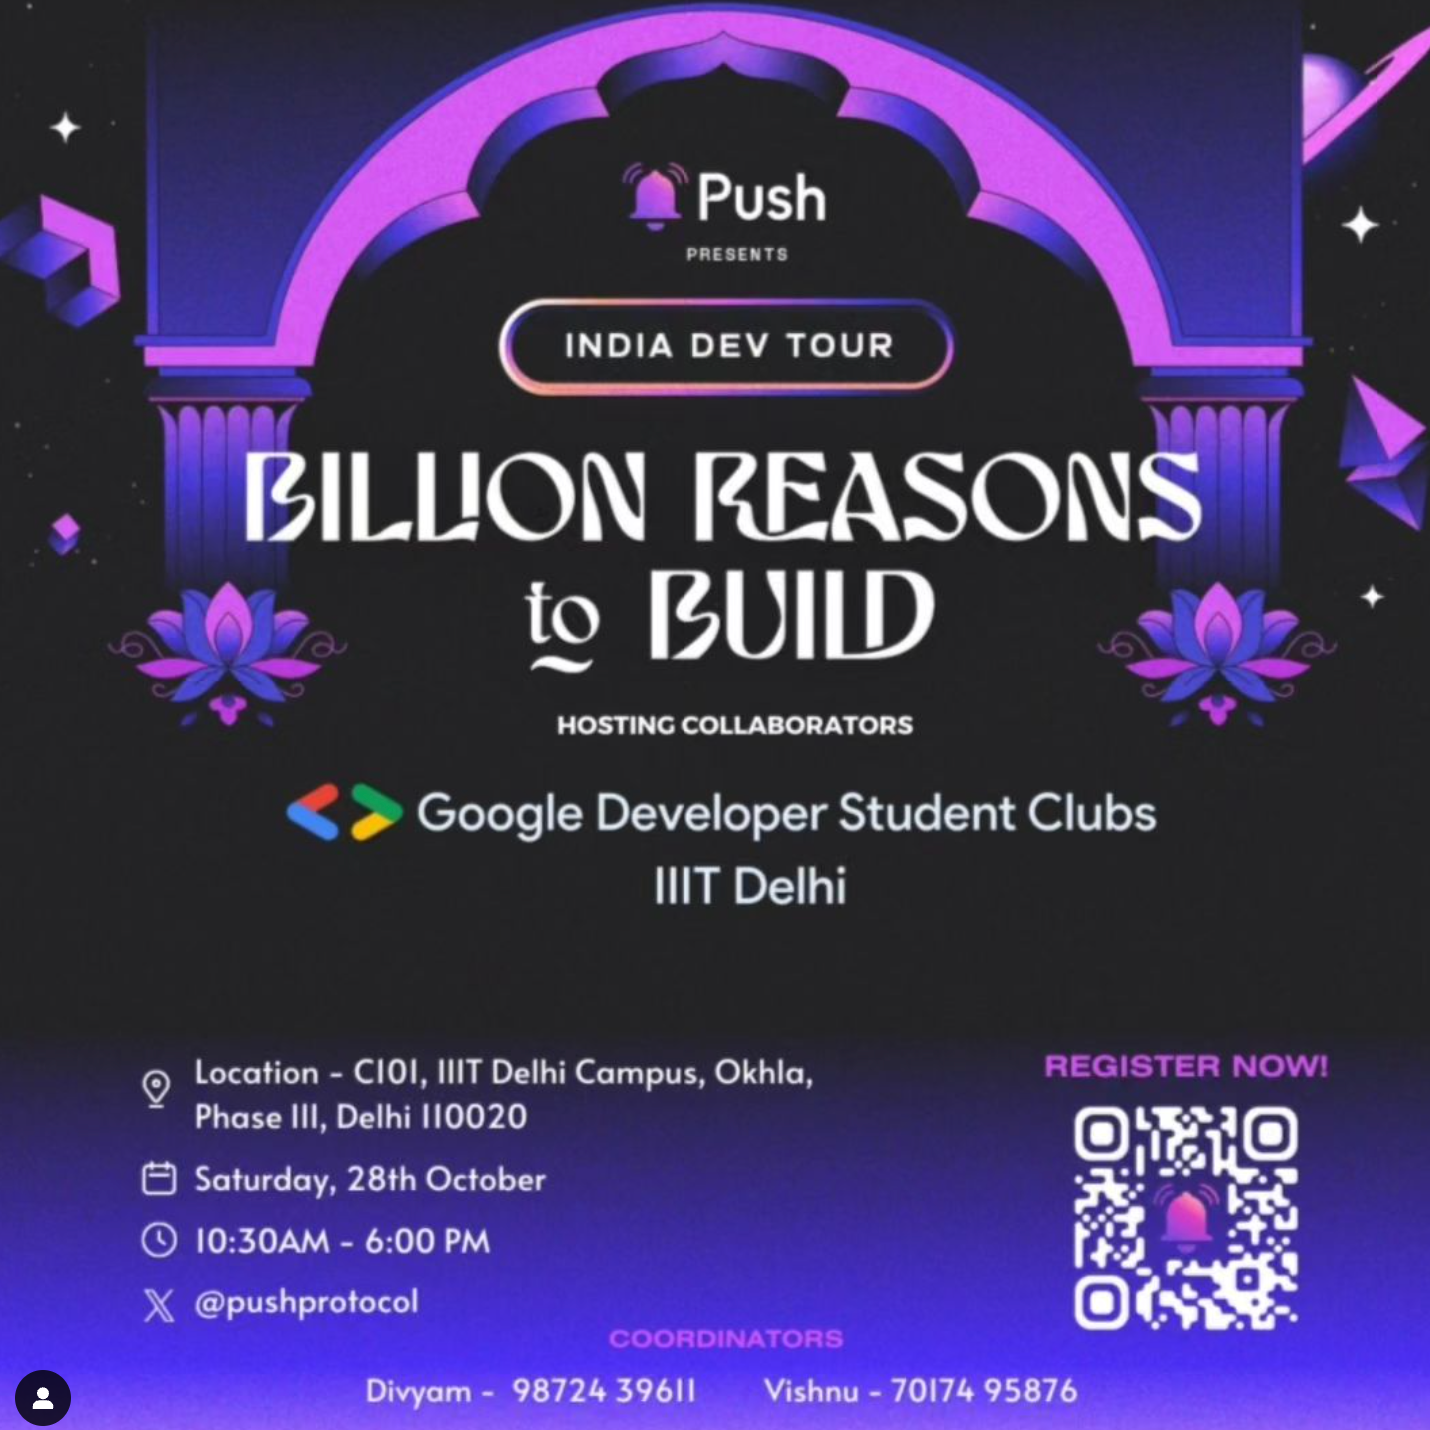 Push
PRESENTS
INDIA DEV TOUR
BILLION REASONS
to BUILD
HOSTING COLLABORATORS
Google Developer Student Clubs
IIIT Delhi
Location - C101, IIIT Delhi Campus, Okhla,
Phase III, Delhi 110020
Saturday, 28th October
10:30AM - 6:00 PM
@pushprotocol
REGISTER NOW!
COORDINATORS
Divyam - 98724 39611 Vishnu - 70174 95876